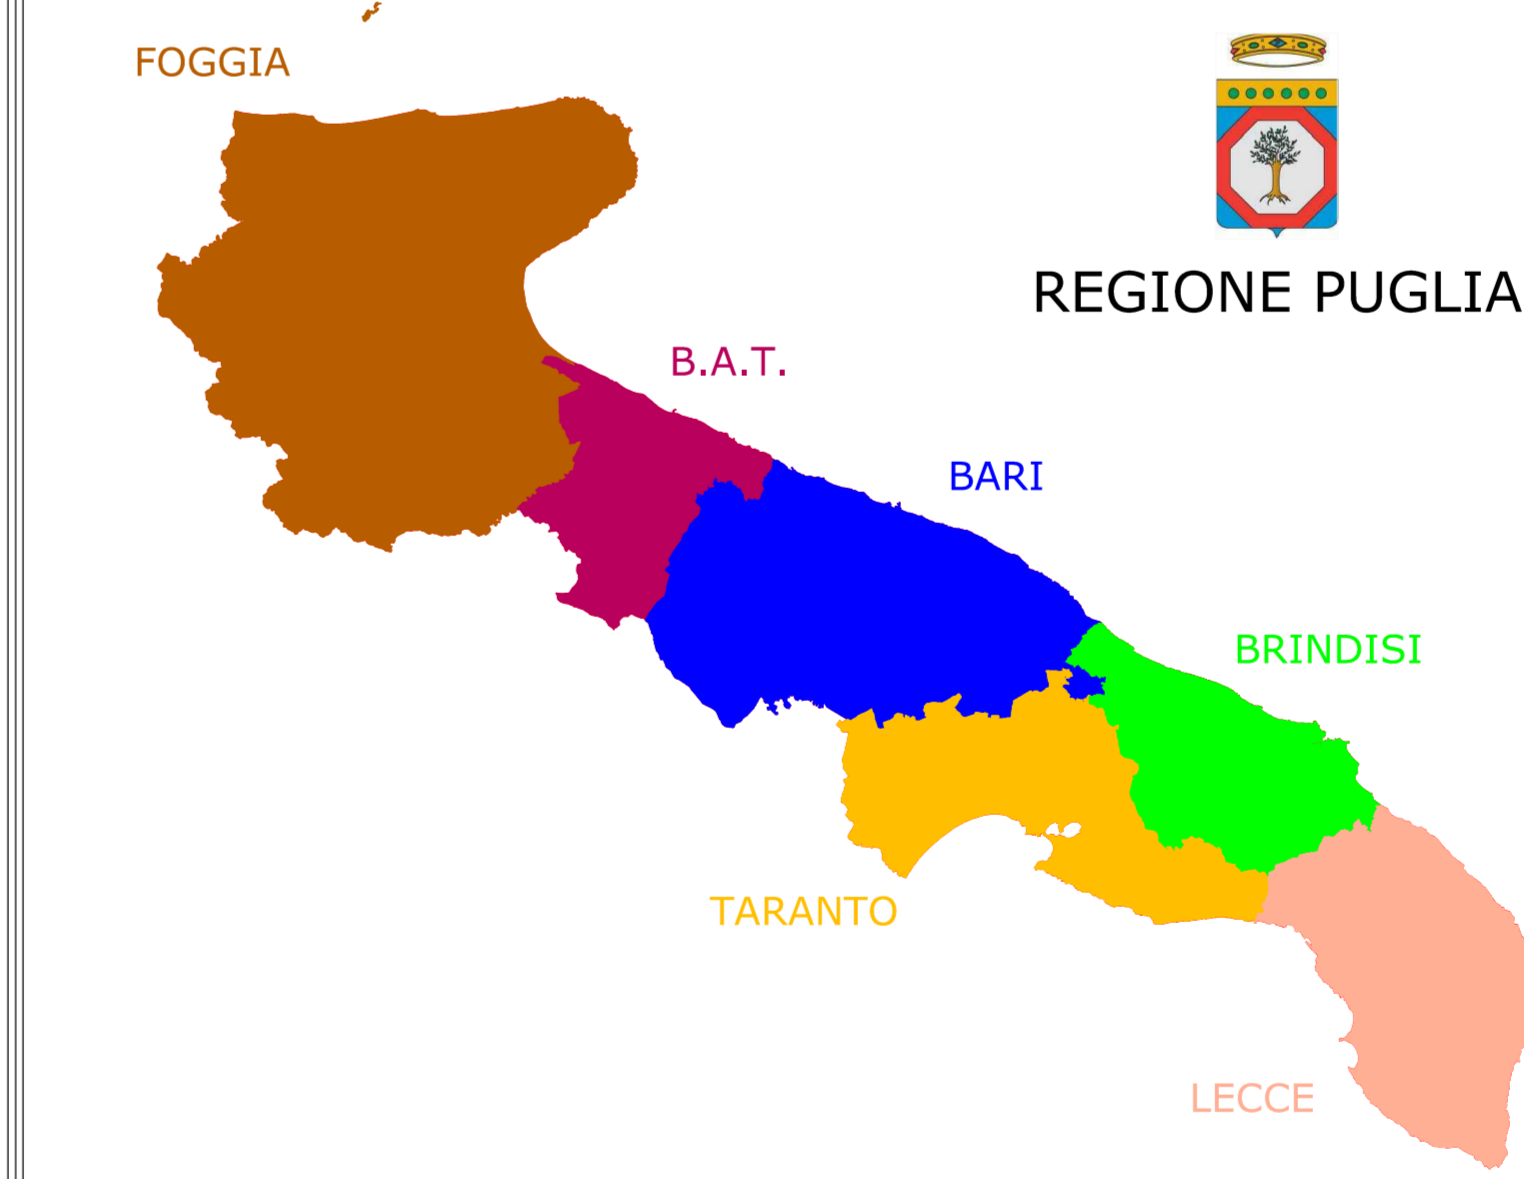 FOGGIA
REGIONE PUGLIA
B.A.T.
BARI
BRINDISI
TARANTO
LECCE